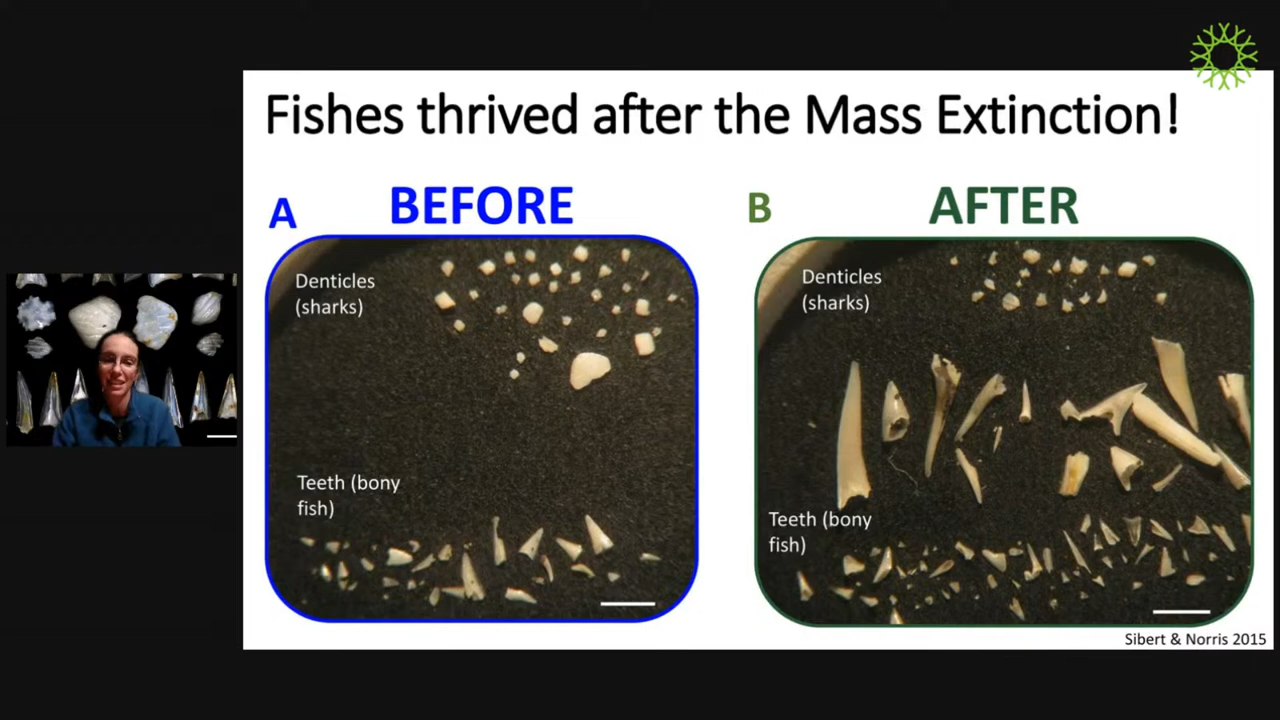 Fishes thrived after the Mass Extinction!
A BEFORE
Denticles
(sharks)
Teeth (bony
fish)
B AFTER
Denticles
(sharks)
Teeth (bony
fish)
Sibert & Norris 2015